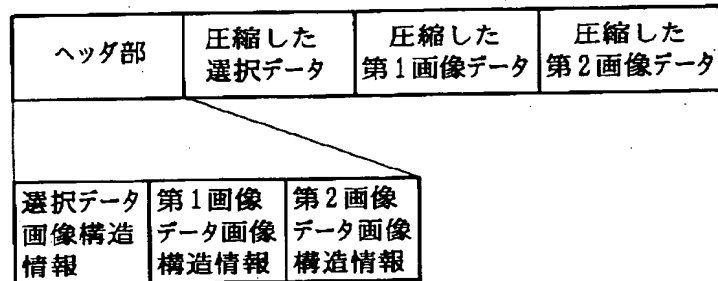 ヘッダ部
圧縮した
選択データ
圧縮した
第1画像データ
圧縮した
第2画像データ
選択データ
画像構造
情報
第1画像
データ画像
構造情報
第2画像
データ画像
構造情報